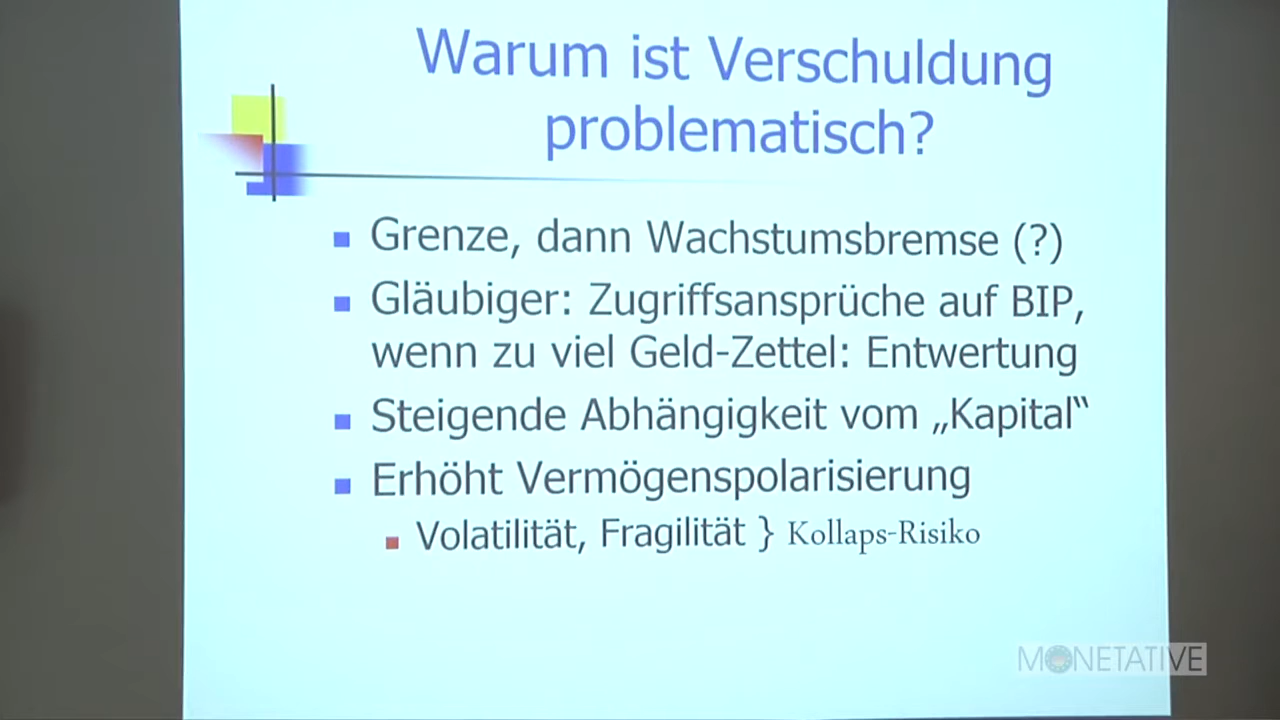 Warum ist Verschuldung
problematisch?
Grenze, dann Wachstumsbremse (?)
Gläubiger: Zugriffsansprüche auf BIP,
wenn zu viel Geld-Zettel: Entwertung
Steigende Abhängigkeit vom „Kapital“
Erhöht Vermögenspolarisierung
Volatilität, Fragilität } Kollaps-Risiko
MONETATIVE